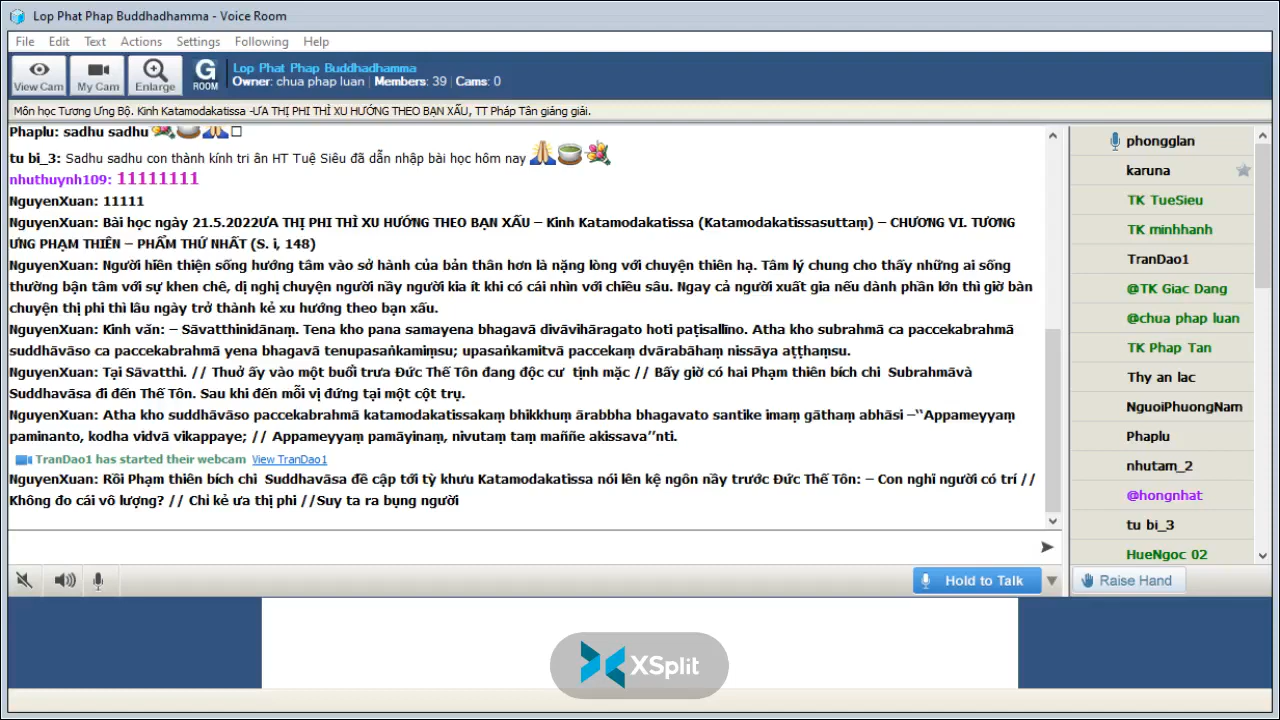 Lop Phat Phap Buddhadhamma - Voice Room
File Edit Text Actions Settings Following Help
View Cam My Cam Enlarge G ROOM
Lop Phat Phap Buddhadhamma
Owner: chua phap luan | Members: 39 | Cams: 0
Môn học Tương Ưng Bộ. Kinh Katamodakatissa -ƯA THỊ PHI THÌ XU HƯỚNG THEO BẠN XẤU, TT Pháp Tân giảng giải.
Phaplu: sadhu sadhu
tu bi_3: Sadhu sadhu con thành kính tri ân HT Tuệ Siêu đã dẫn nhập bài học hôm nay
nhuthuynh109: 11111111
NguyenXuan: 11111
NguyenXuan: Bài học ngày 21.5.2022ƯA THỊ PHI THÌ XU HƯỚNG THEO BẠN XẤU – Kinh Katamodakatissa (Katamodakatissasuttaṃ) – CHƯƠNG VI. TƯƠNG
ƯNG PHẠM THIÊN – PHẨM THỨ NHẤT (S. i, 148)
NguyenXuan: Người hiền thiện sống hướng tâm vào sở hành của bản thân hơn là nặng lòng với chuyện thiên hạ. Tâm lý chung cho thấy những ai sống
thường bận tâm với sự khen chê, dị nghị chuyện người nầy người kia ít khi có cái nhìn với chiều sâu. Ngay cả người xuất gia nếu dành phần lớn thì giờ bàn
chuyện thị phi thì lâu ngày trở thành kẻ xu hướng theo bạn xấu.
NguyenXuan: Kinh văn: – Sāvatthinidānaṃ. Tena kho pana samayena bhagavā divāvihāragato hoti paṭisallīno. Atha kho subrahmā ca paccekabrahmā
suddhāvāso ca paccekabrahmā yena bhagavā tenupasaṅkamiṃsu; upasaṅkamitvā paccekaṃ dvārabāhaṃ nissāya aṭṭhaṃsu.
NguyenXuan: Tại Sāvatthi. // Thuở ấy vào một buổi trưa Đức Thế Tôn đang độc cư tịnh mặc // Bấy giờ có hai Phạm thiên bích chi Subrahmāvà
Suddhavāsa đi đến Thế Tôn. Sau khi đến mỗi vị đứng tại một cột trụ.
NguyenXuan: Atha kho suddhāvāso paccekabrahmā katamodakatissakaṃ bhikkhuṃ ārabbha bhagavato santike imaṃ gāthaṃ abhāsi –‘‘Appameyyaṃ
paminanto, kodha vidvā vikappaye; // Appameyyaṃ pamāyinaṃ, nivutaṃ taṃ maññe akissava’’nti.
TranDao1 has started their webcam View TranDao1
NguyenXuan: Rồi Phạm thiên bích chi Suddhavāsa đề cập tới tỳ khưu Katamodakatissa nói lên kệ ngôn nầy trước Đức Thế Tôn: – Con nghỉ người có trí //
Không đo cái vô lượng? // Chỉ kẻ ưa thị phi //Suy ta ra bụng người
Hold to Talk
phongglan
karuna
TK TueSieu
TK minhhanh
TranDao1
@TK Giac Dang
@chua phap luan
TK Phap Tan
Thy an lac
NguoiPhuongNam
Phaplu
nhutam_2
@hongnhat
tu bi_3
HueNgoc 02
Raise Hand
XSplit